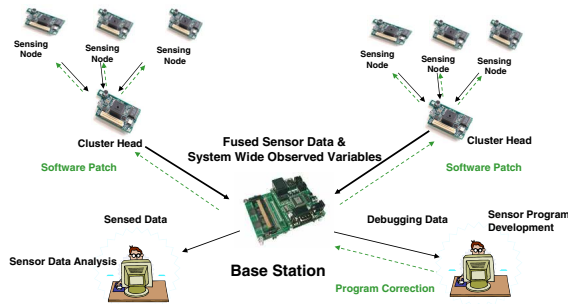 Sensing
Node
Sensing
Node
Sensing
Node
Sensing
Node
Sensing
Node
Sensing
Node
Cluster Head
Cluster Head
Fused Sensor Data &
System Wide Observed Variables
Software Patch
Software Patch
Sensed Data
Debugging Data
Sensor Program
Development
Sensor Data Analysis
Base Station
Program Correction